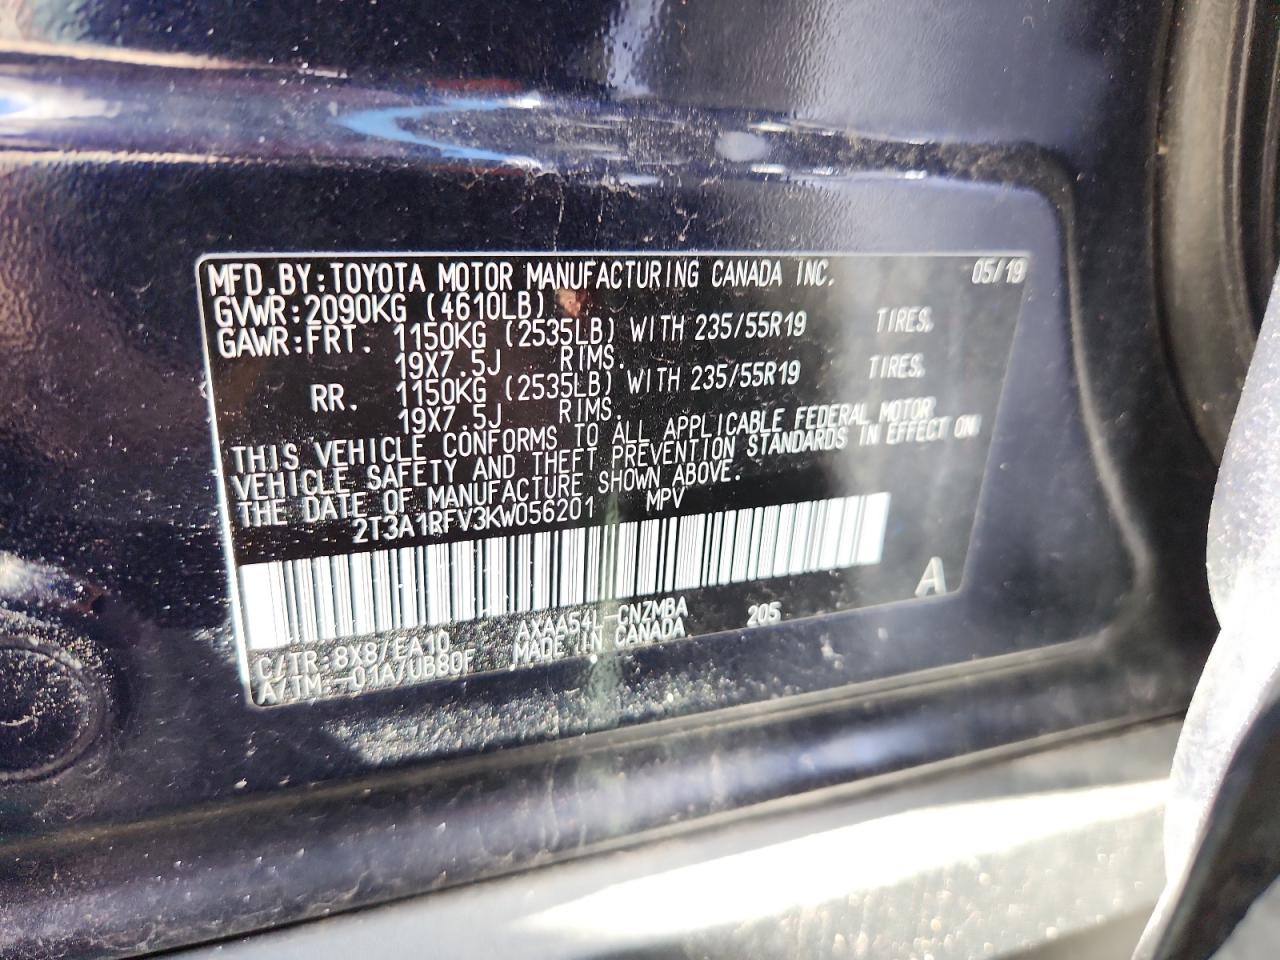 MFD.BY:TOYOTA MOTOR MANUFACTURING CANADA INC. 05/19
GVWR:2090KG (4610LB)
GAWR:FRT. 1150KG (2535LB) WITH 235/55R19 TIRES,
19X7.5J RIMS.
RR. 1150KG (2535LB) WITH 235/55R19 TIRES,
19X7.5J RIMS.
THIS VEHICLE CONFORMS TO ALL APPLICABLE FEDERAL MOTOR
VEHICLE SAFETY AND THEFT PREVENTION STANDARDS IN EFFECT ON
THE DATE OF MANUFACTURE SHOWN ABOVE.
2T3A1RFV3KW056201 MPV
A
C/TR:8X8/EA10 AXAA54L-CNZMBA 205
A/TM:-01A/UB80F MADE IN CANADA